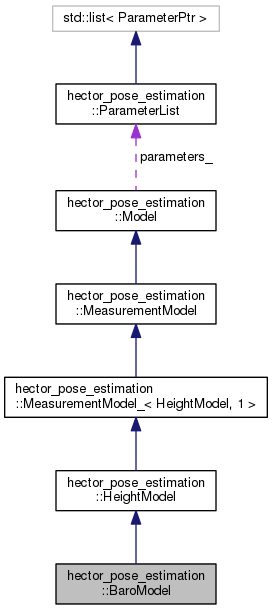 std::list< ParameterPtr >
hector_pose_estimation
::ParameterList
parameters_
hector_pose_estimation
::Model
hector_pose_estimation
::MeasurementModel
hector_pose_estimation
::MeasurementModel_< HeightModel, 1 >
hector_pose_estimation
::HeightModel
hector_pose_estimation
::BaroModel